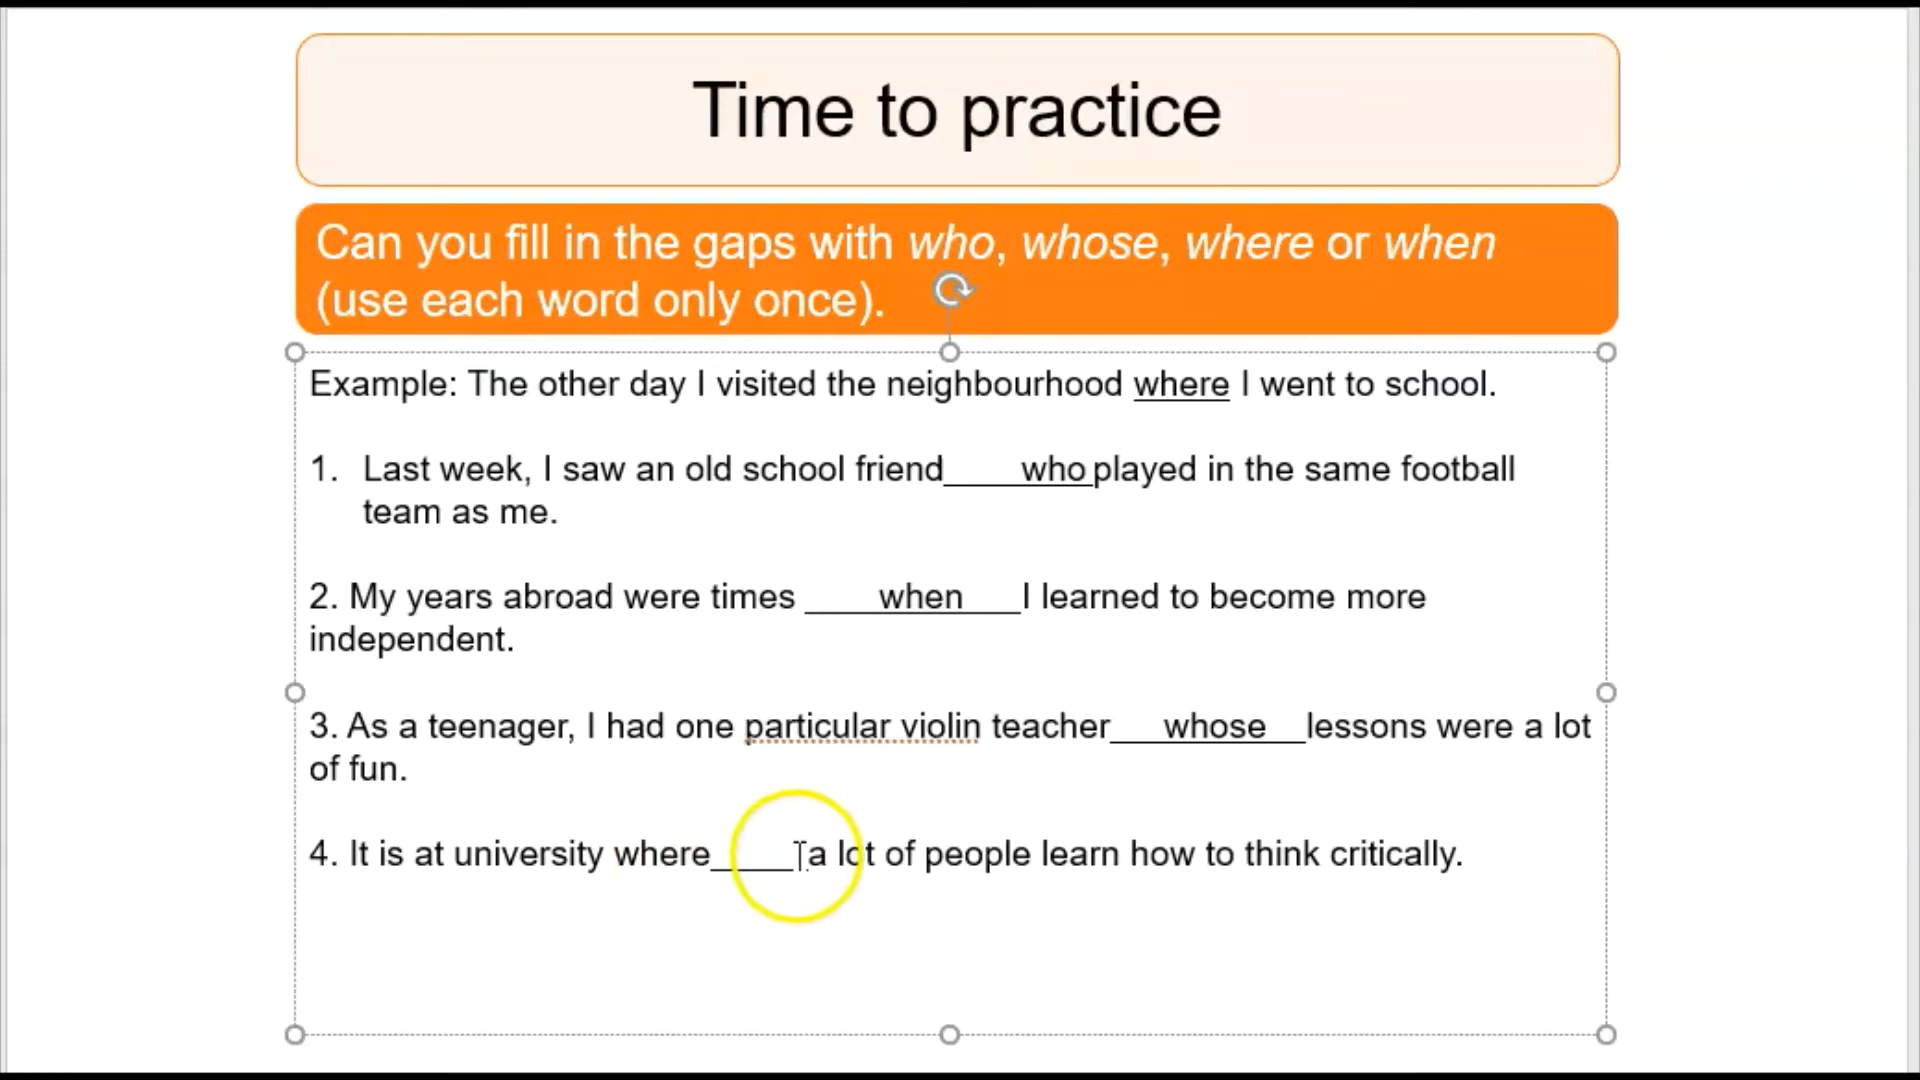 Time to practice
Can you fill in the gaps with who, whose, where or when
(use each word only once).
Example: The other day I visited the neighbourhood where I went to school.
1. Last week, I saw an old school friend____ who played in the same football
team as me.
2. My years abroad were times ____when___I learned to become more
independent.
3. As a teenager, I had one particular violin teacher___whose__lessons were a lot
of fun.
4. It is at university where_____a lot of people learn how to think critically.